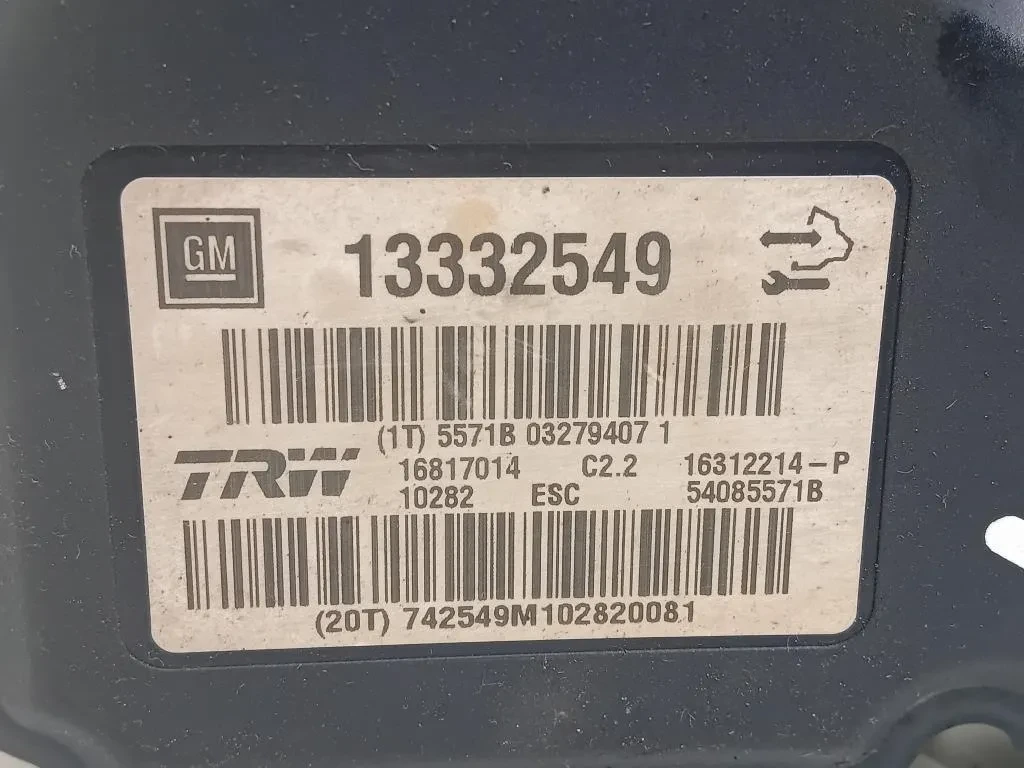 GM 13332549
(1T) 5571B 03279407 1
TRW 16817014 C2.2 16312214-P
10282 ESC 54085571B
(20T) 742549M102820081